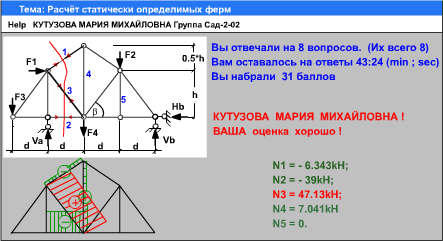 Тема: Расчёт статически определимых ферм
Help КУТУЗОВА МАРИЯ МИХАЙЛОВНА Группа Сад-2-02
Вы отвечали на 8 вопросов. (Их всего 8)
Вам оставалось на ответы 43:24 (min ; sec)
Вы набрали 31 баллов
КУТУЗОВА МАРИЯ МИХАЙЛОВНА !
ВАША оценка хорошо !
1
F1
F2
0.5*h
4
3
F3
β
5
h
Hb
2
Va
F4
Vb
d
d
d
d
N1 = - 6.343kH;
N2 = - 39kH;
N3 = 47.13kH;
N4 = 7.041kH
N5 = 0.